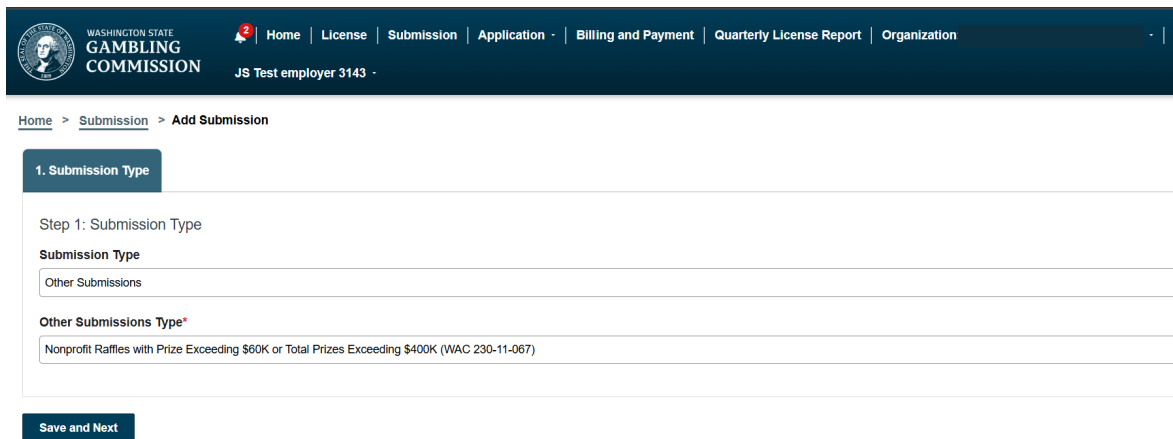 WASHINGTON STATE
GAMBLING
COMMISSION
2
Home | License | Submission | Application - | Billing and Payment | Quarterly License Report | Organization - |
JS Test employer 3143 -
Home > Submission > Add Submission
1. Submission Type
Step 1: Submission Type
Submission Type
Other Submissions
Other Submissions Type*
Nonprofit Raffles with Prize Exceeding $60K or Total Prizes Exceeding $400K (WAC 230-11-067)
Save and Next